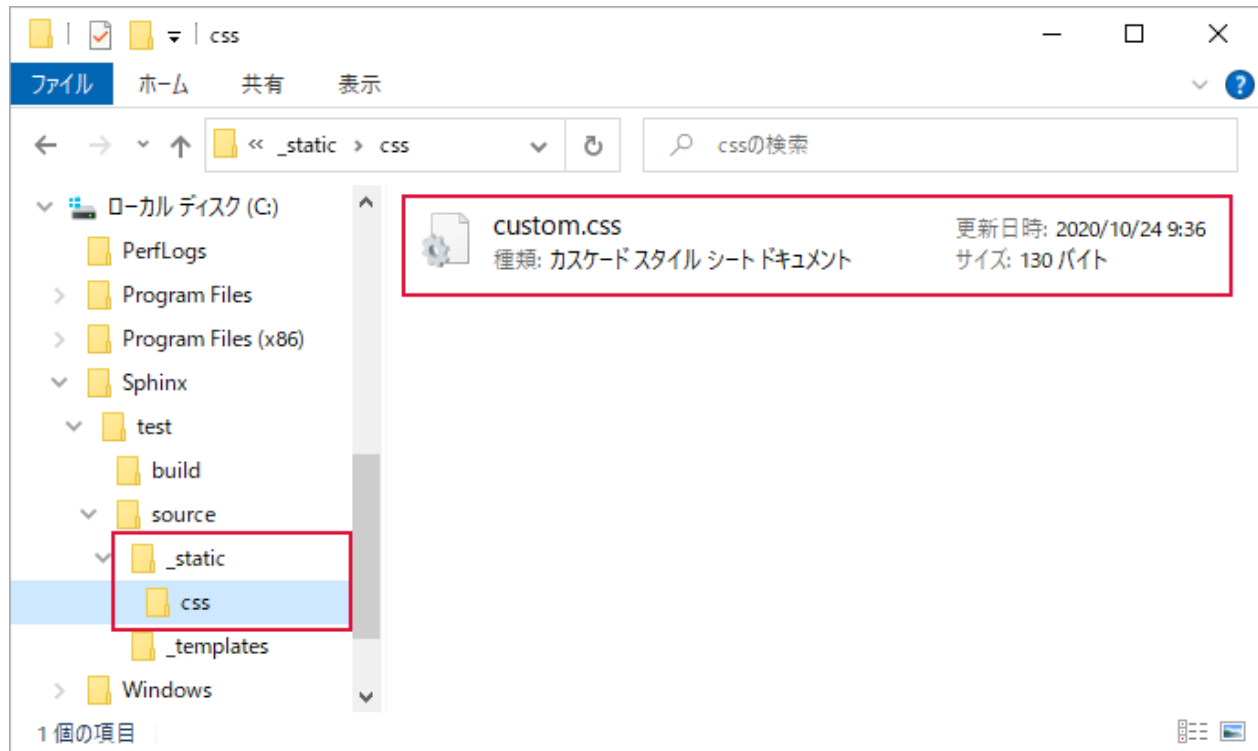 css
ファイル ホーム 共有 表示
« _static > css
cssの検索
ローカル ディスク (C:)
PerfLogs
Program Files
Program Files (x86)
Sphinx
test
build
source
_static
css
_templates
Windows
custom.css
種類: カスケード スタイル シート ドキュメント
更新日時: 2020/10/24 9:36
サイズ: 130 バイト
1 個の項目